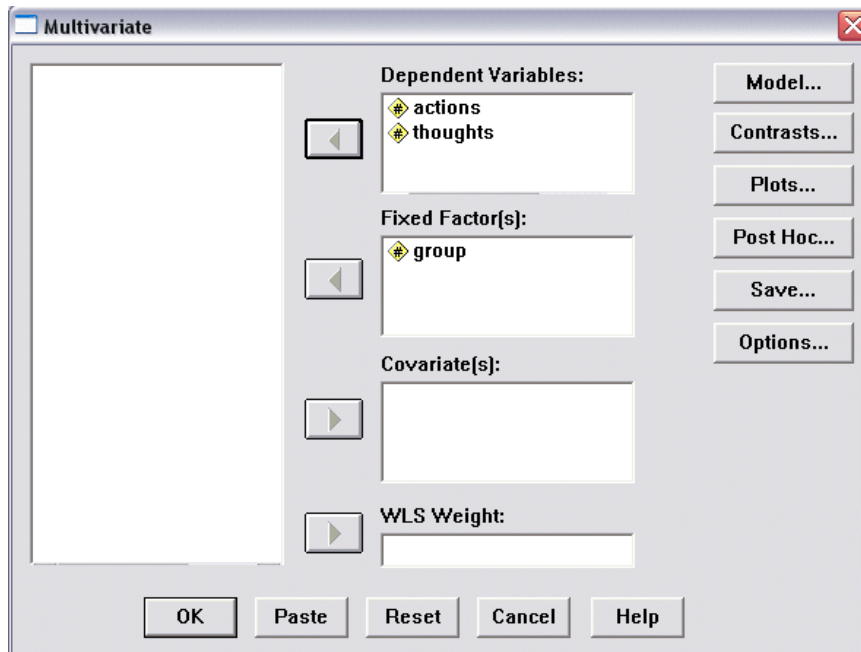 Multivariate
Dependent Variables:
# actions
# thoughts
Fixed Factor(s):
# group
Covariate(s):
WLS Weight:
Model...
Contrasts...
Plots...
Post Hoc...
Save...
Options...
OK Paste Reset Cancel Help